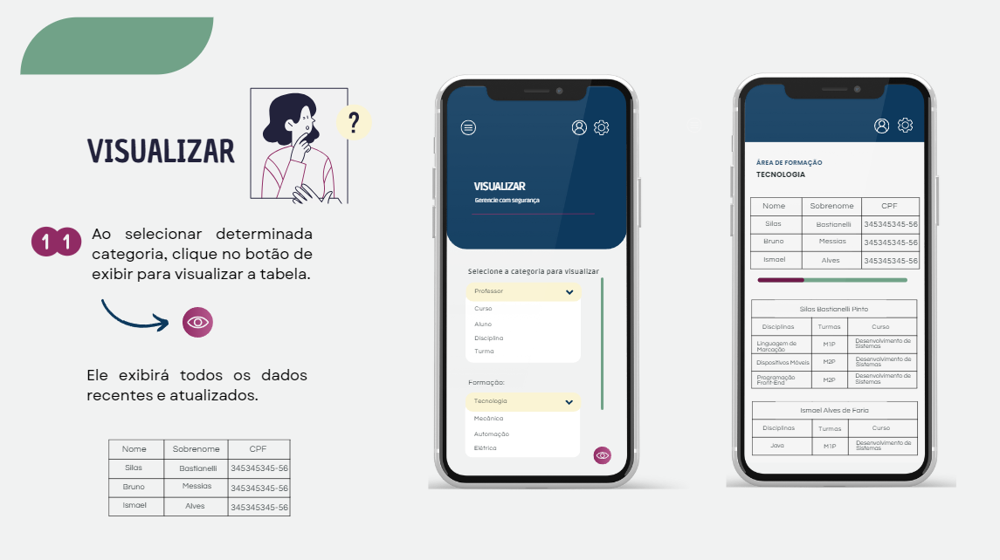 VISUALIZAR
?
1 1
Ao selecionar determinada
categoria, clique no botão de
exibir para visualizar a tabela.
Ele exibirá todos os dados
recentes e atualizados.
Nome Sobrenome CPF
Silas Bastianelli 345345345-56
Bruno Messias 345345345-56
Ismael Alves 345345345-56
VISUALIZAR
Gerencie com segurança
Selecione a categoria para visualizar
Professor
Curso
Aluno
Disciplina
Turma
Formação:
Tecnologia
Mecânica
Automação
Elétrica
ÁREA DE FORMAÇÃO
TECNOLOGIA
Nome Sobrenome CPF
Silas Bastianelli 345345345-56
Bruno Messias 345345345-56
Ismael Alves 345345345-56
Silas Bastianelli Pinto
Disciplinas Turmas Curso
Linguagem de
Marcação M1P Desenvolvimento de
Sistemas
Dispositivos Móveis M2P Desenvolvimento de
Sistemas
Programação
Front-End M2P Desenvolvimento de
Sistemas
Ismael Alves de Faria
Disciplinas Turmas Curso
Java M1P Desenvolvimento de
Sistemas